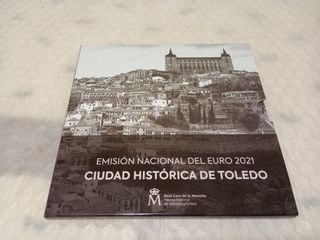 EMISIÓN NACIONAL DEL EURO 2021
CIUDAD HISTÓRICA DE TOLEDO
M
Real Casa de la Moneda
Fábrica Nacional
de Moneda y Timbre